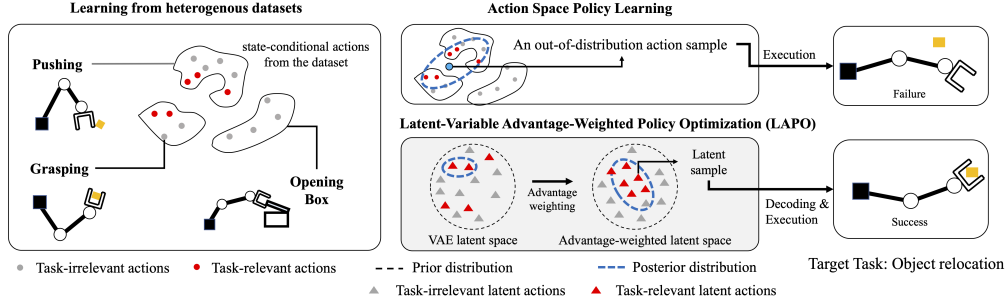 Learning from heterogenous datasets
state-conditional actions
from the dataset
Pushing
Grasping
Opening
Box
Action Space Policy Learning
An out-of-distribution action sample
Execution
Failure
Latent-Variable Advantage-Weighted Policy Optimization (LAPO)
Advantage
weighting
Latent
sample
VAE latent space
Advantage-weighted latent space
Decoding &
Execution
Success
Task-irrelevant actions
Task-relevant actions
Prior distribution
Posterior distribution
Target Task: Object relocation
Task-irrelevant latent actions
Task-relevant latent actions